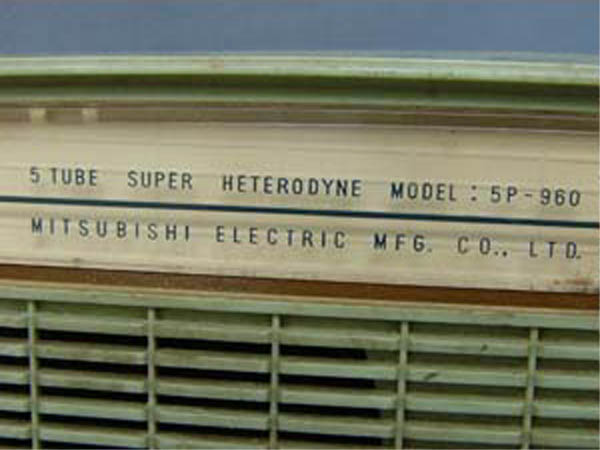 5 TUBE SUPER HETERODYNE MODEL : 5P-960
MITSUBISHI ELECTRIC MFG. CO., LTD.